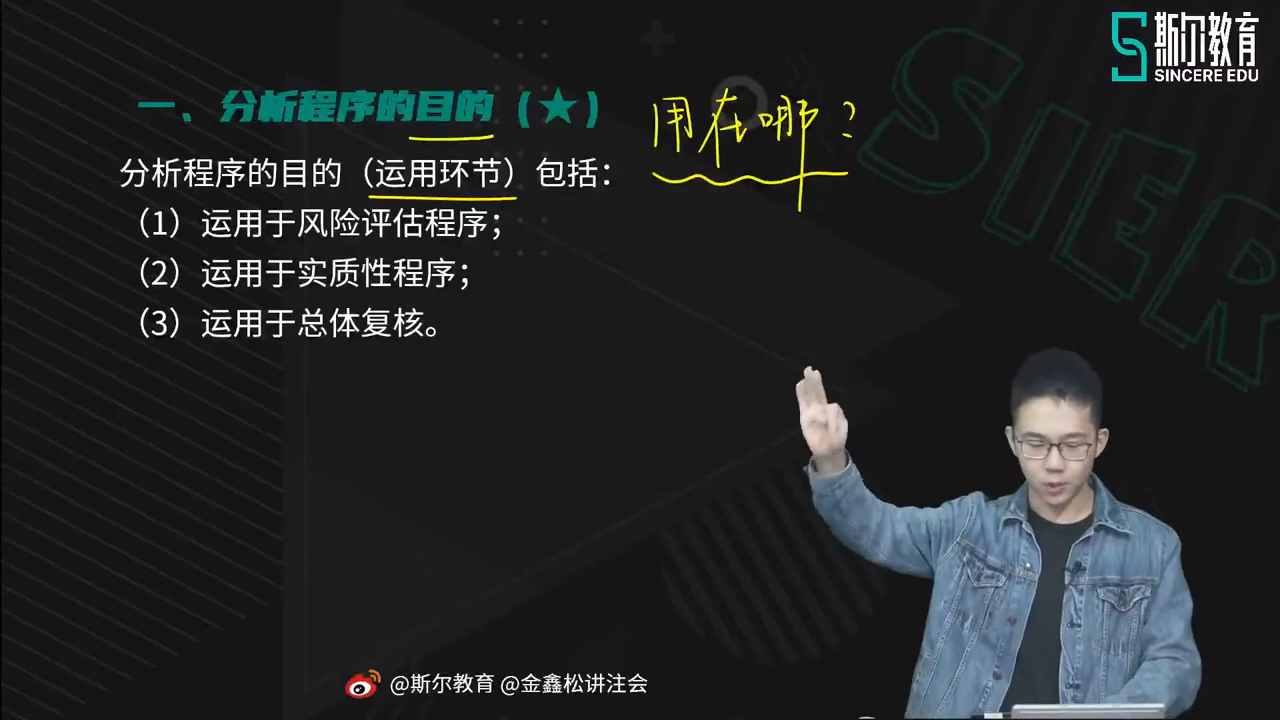 斯尔教育
SINCERE EDU
一、分析程序的目的（★）
用在哪？
分析程序的目的（运用环节）包括：
（1）运用于风险评估程序；
（2）运用于实质性程序；
（3）运用于总体复核。
SIER
@斯尔教育 @金鑫松讲注会